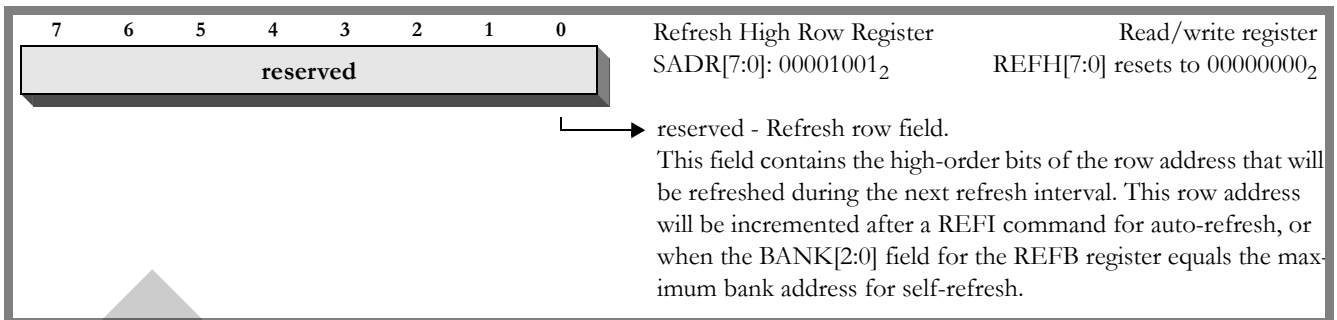 7 6 5 4 3 2 1 0
reserved
Refresh High Row Register Read/write register
SADR[7:0]: 00001001₂ REFH[7:0] resets to 00000000₂
reserved - Refresh row field.
This field contains the high-order bits of the row address that will
be refreshed during the next refresh interval. This row address
will be incremented after a REFI command for auto-refresh, or
when the BANK[2:0] field for the REFB register equals the max-
imum bank address for self-refresh.